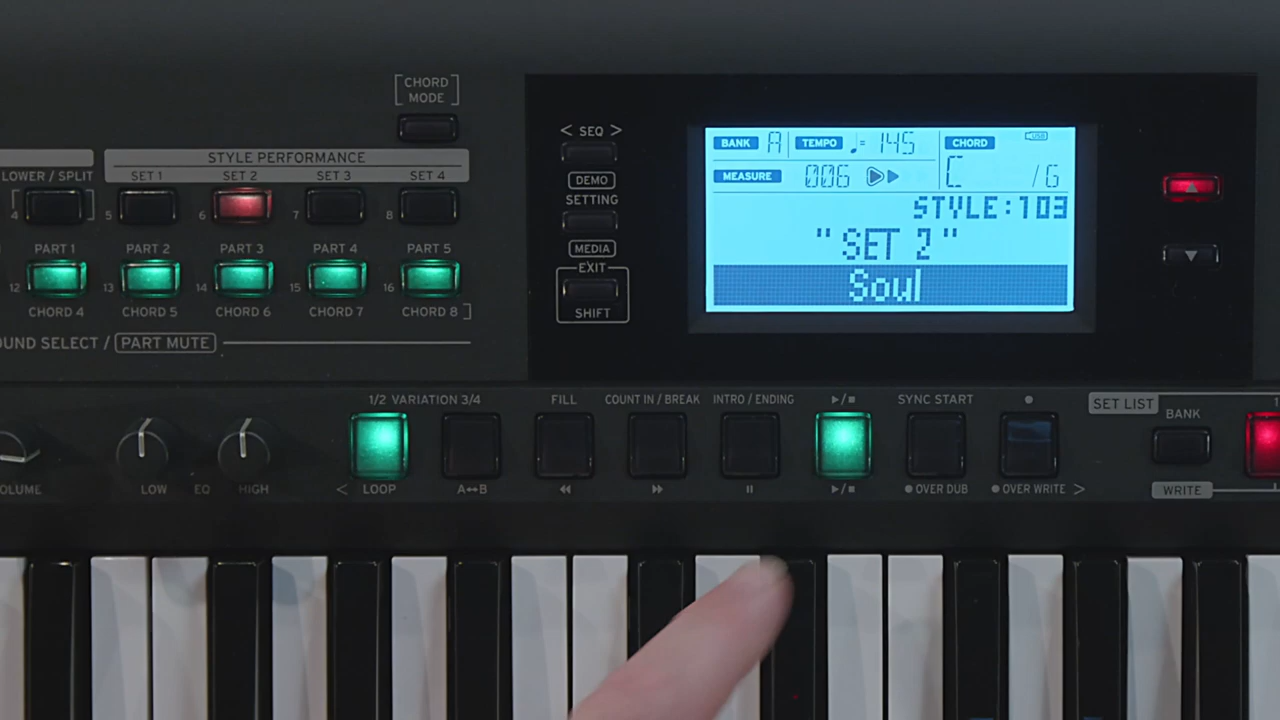 [CHORD MODE]
STYLE PERFORMANCE
LOWER / SPLIT SET 1 SET 2 SET 3 SET 4
4 5 6 7 8
PART 1 PART 2 PART 3 PART 4 PART 5
12 13 14 15 16
CHORD 4 CHORD 5 CHORD 6 CHORD 7 CHORD 8
UND SELECT / PART MUTE
< SEQ >
DEMO
SETTING
MEDIA
EXIT
SHIFT
BANK A TEMPO ♩= 145 CHORD USB
MEASURE 006 C /G
STYLE:103
"SET 2"
Soul
1/2 VARIATION 3/4 FILL COUNT IN / BREAK INTRO / ENDING ▶/■ SYNC START ●
OLUME LOW EQ HIGH
< LOOP A↔B ◀◀ ▶▶ ❚❚ ▶/■ ● OVER DUB ● OVER WRITE >
SET LIST
BANK
WRITE